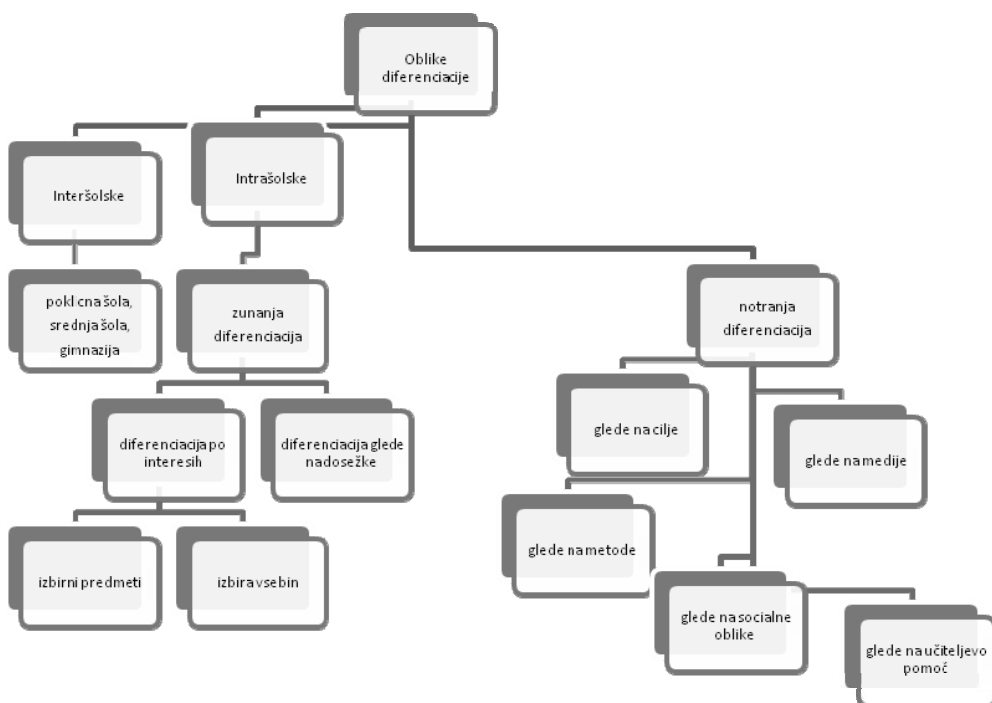 Oblike
diferenciacije
Interšolske
Intrašolske
poklicna šola,
srednja šola,
gimnazija
zunanja
diferenciacija
notranja
diferenciacija
diferenciacija po
interesih
diferenciacija glede
na dosežke
glede na cilje
glede na medije
izbirni predmeti
izbira vsebin
glede na metode
glede na socialne
oblike
glede na učiteljevo
pomoč